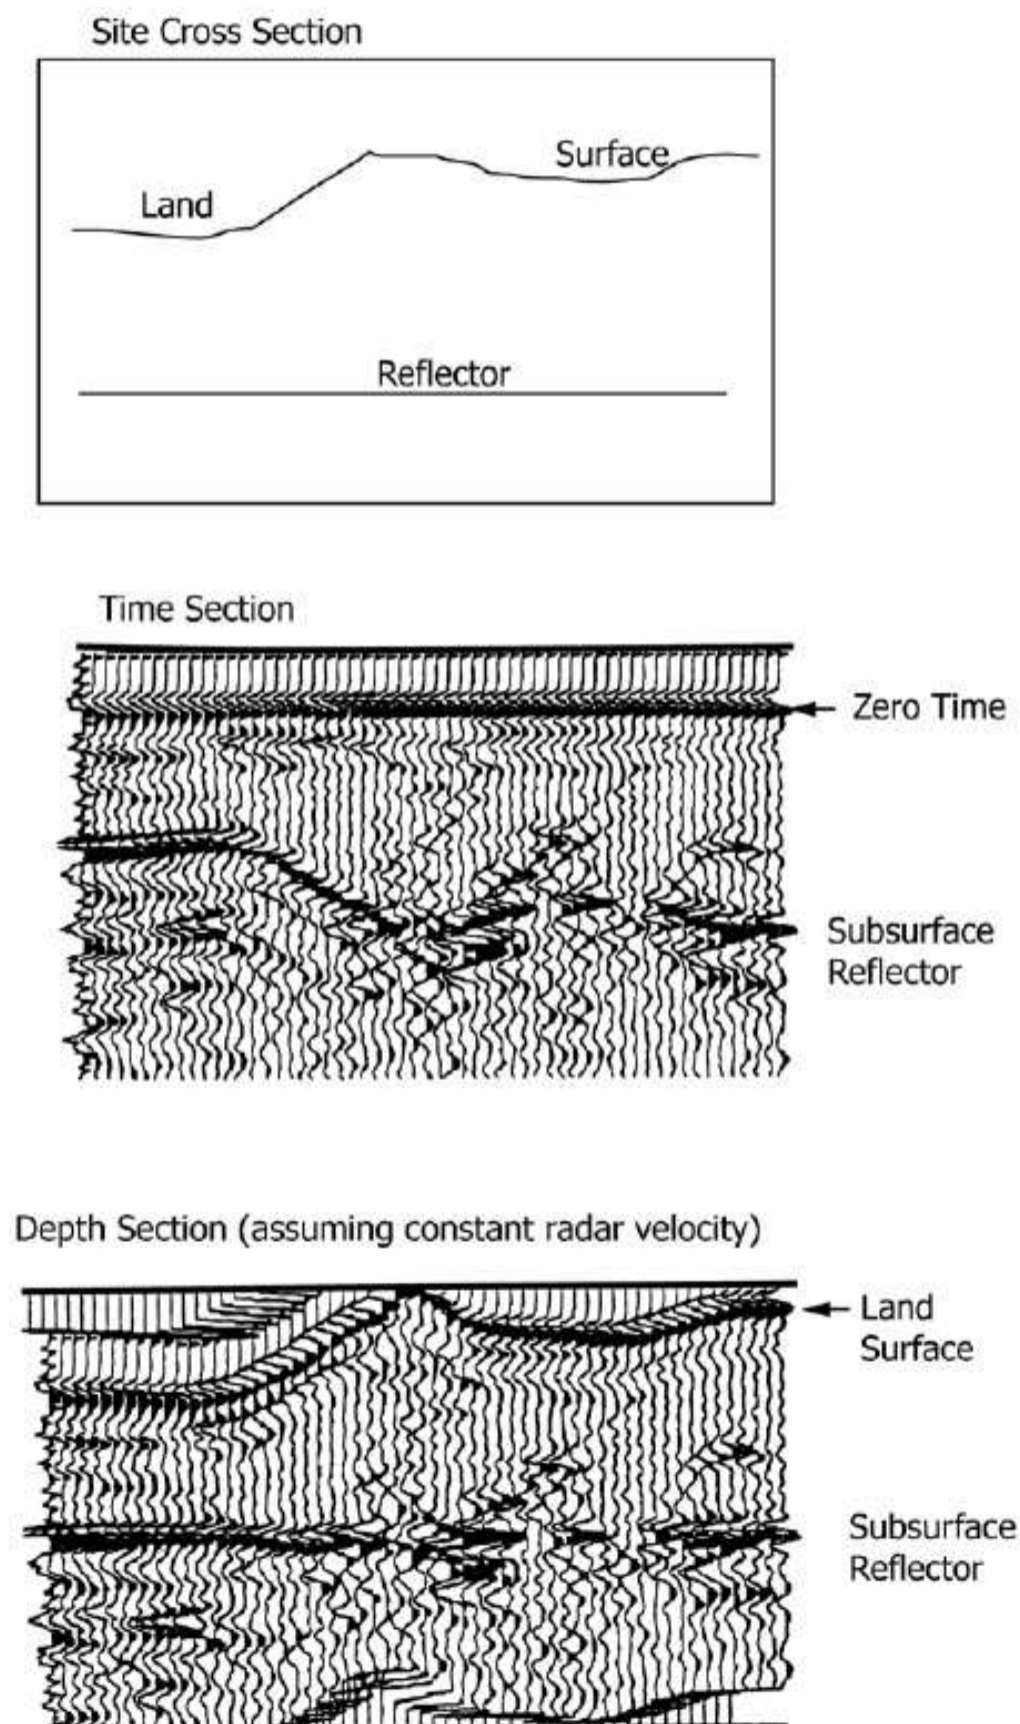 Site Cross Section
Surface
Land
Reflector
Time Section
Zero Time
Subsurface
Reflector
Depth Section (assuming constant radar velocity)
Land
Surface
Subsurface
Reflector